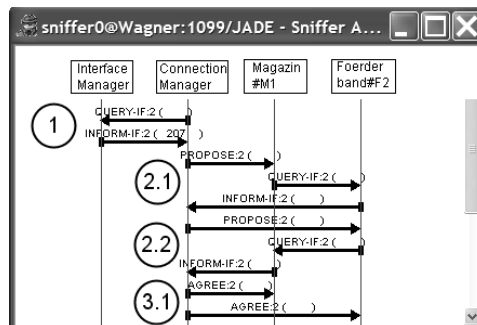 sniffer0@Wagner:1099/JADE - Sniffer A...
Interface
Manager
Connection
Manager
Magazin
#M1
Foerder
band#F2
QUERY-IF:2 (     )
1
INFORM-IF:2 (  207   )
PROPOSE:2 (     )
2.1
QUERY-IF:2 (     )
INFORM-IF:2 (     )
PROPOSE:2 (     )
2.2
QUERY-IF:2 (     )
INFORM-IF:2 (     )
3.1
AGREE:2 (     )
AGREE:2 (     )